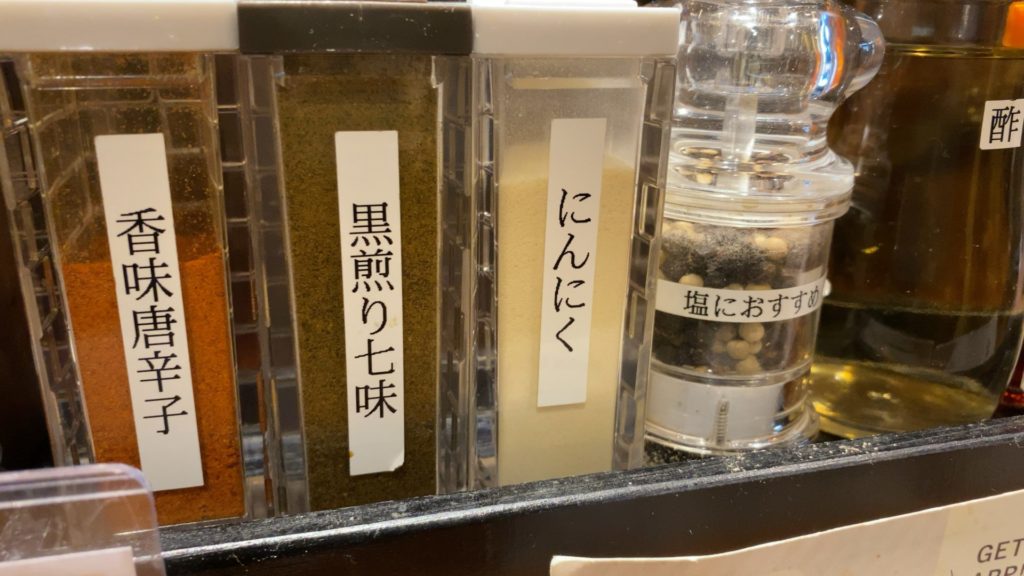 香味唐辛子
黒煎り七味
にんにく
塩におすすめ
酢
GET